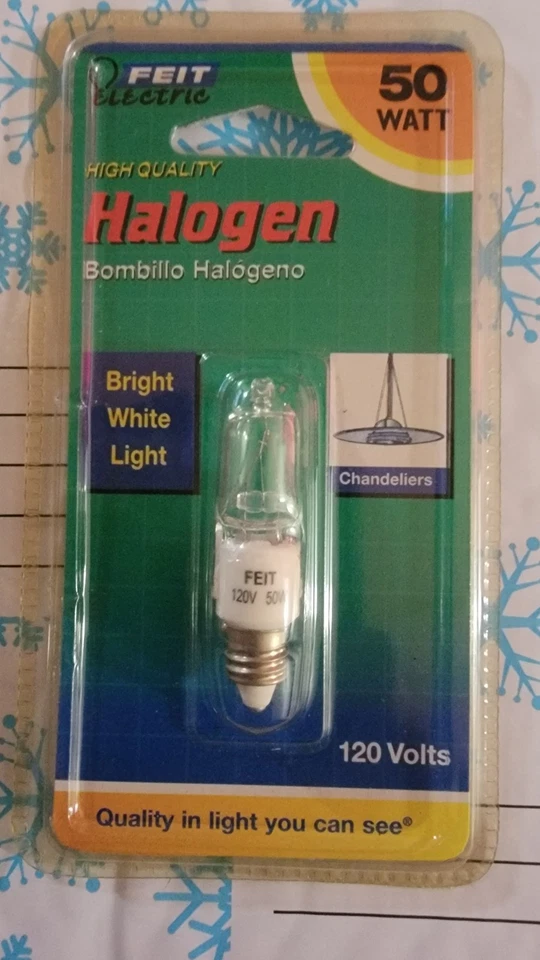 FEIT
ELECTRIC
50
WATT
HIGH QUALITY
Halogen
Bombillo Halógeno
Bright
White
Light
Chandeliers
FEIT
120V 50W
120 Volts
Quality in light you can see®